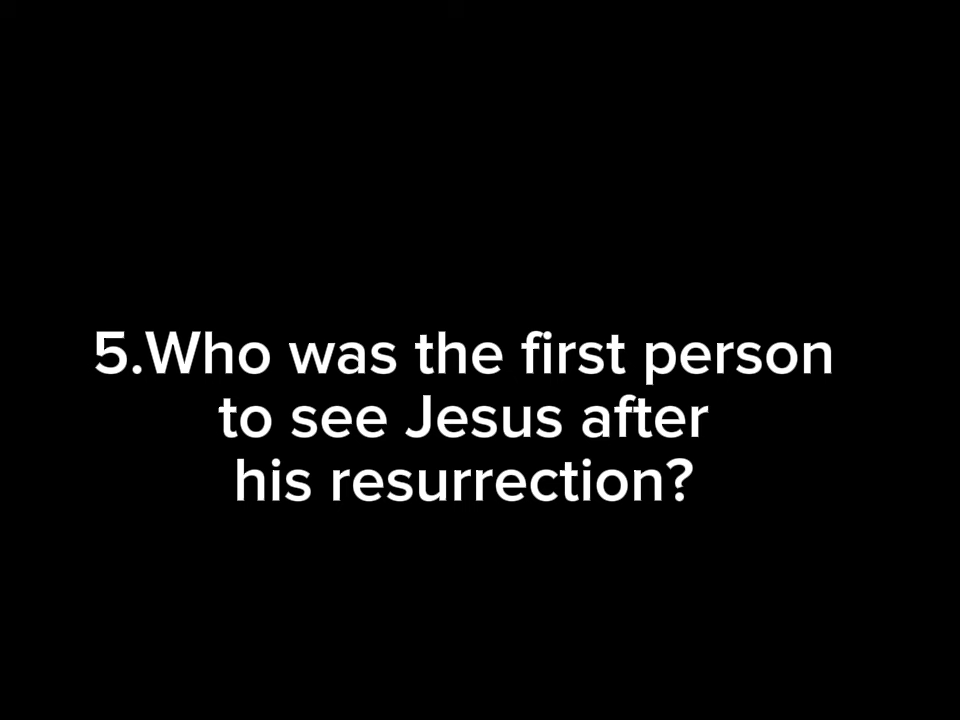 5.Who was the first person
to see Jesus after
his resurrection?